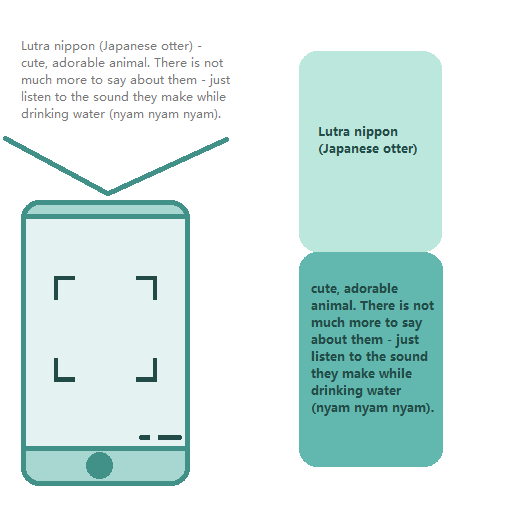 Lutra nippon (Japanese otter) -
cute, adorable animal. There is not
much more to say about them - just
listen to the sound they make while
drinking water (nyam nyam nyam).
Lutra nippon
(Japanese otter)
cute, adorable
animal. There is not
much more to say
about them - just
listen to the sound
they make while
drinking water
(nyam nyam nyam).